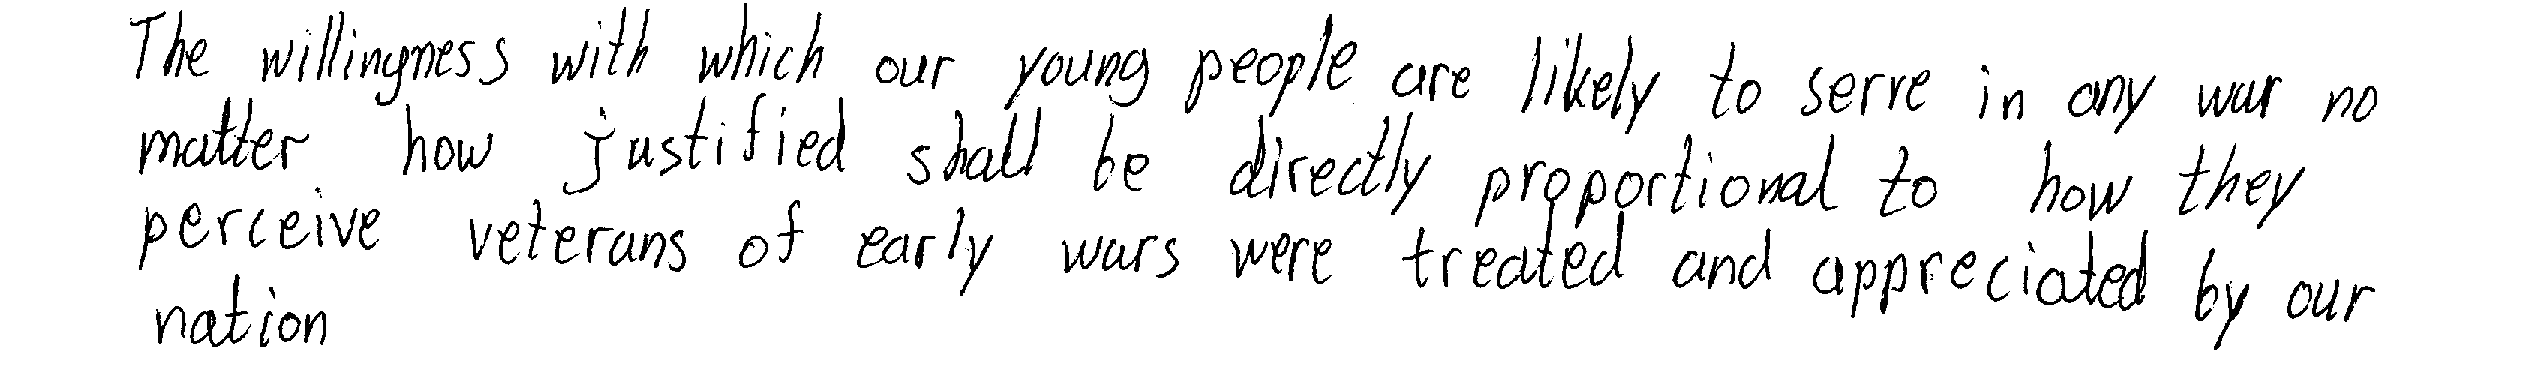 The willingness with which our young people are likely to serve in any war no
matter how justified shall be directly proportional to how they
perceive veterans of early wars were treated and appreciated by our
nation